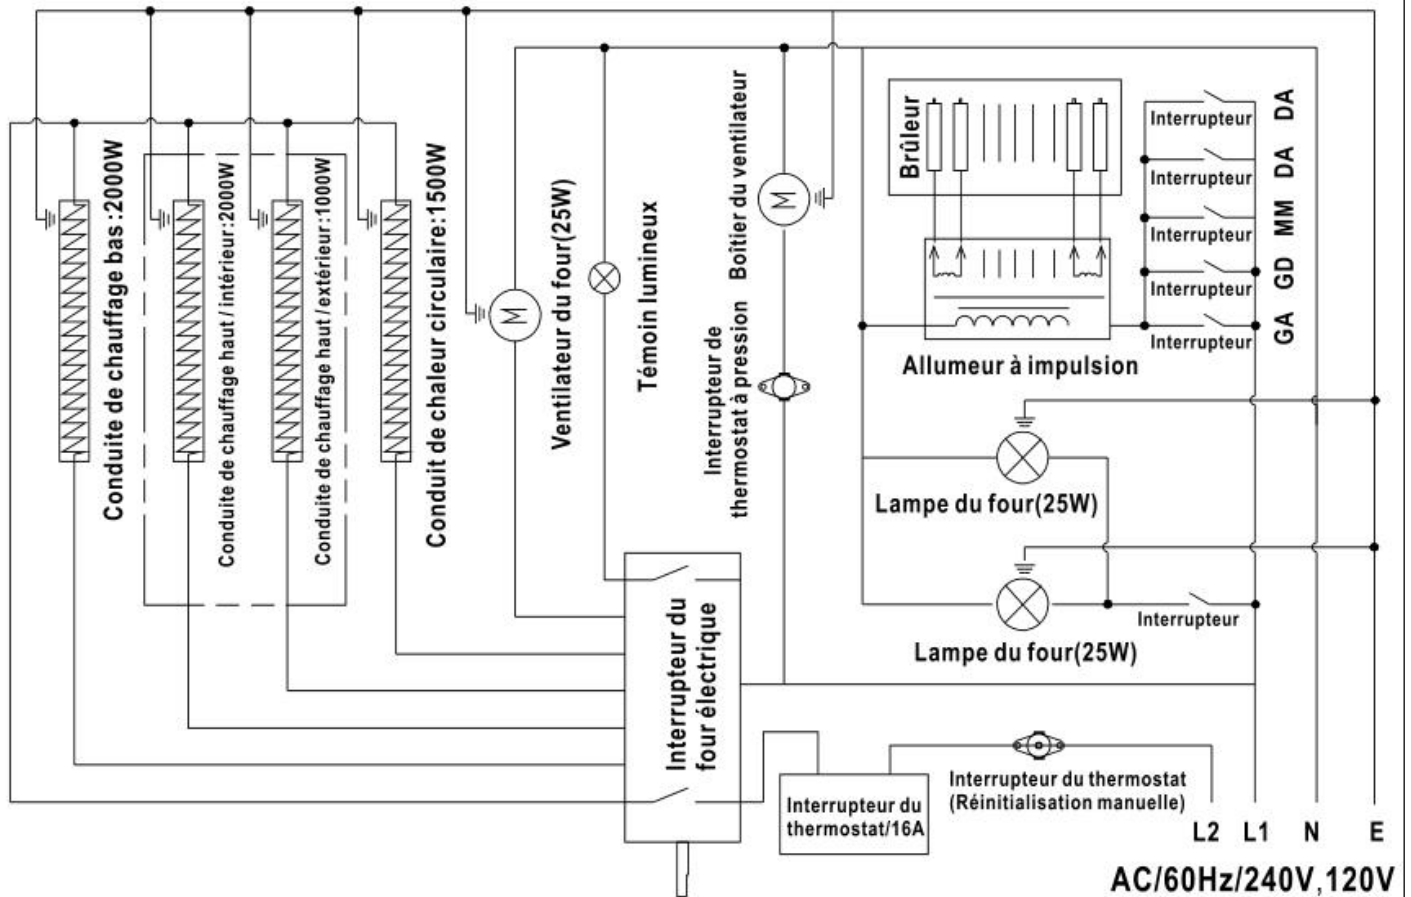 Conduite de chauffage bas :2000W
Conduite de chauffage haut / intérieur:2000W
Conduite de chauffage haut / extérieur :1000W
Conduit de chaleur circulaire:1500W
M
Ventilateur du four(25W)
Témoin lumineux
Interrupteur de
thermostat à pression
Boîtier du ventilateur
M
Brûleur
Allumeur à impulsion
Interrupteur
DA
Interrupteur
DA
Interrupteur
MM
Interrupteur
GD
Interrupteur
GA
Lampe du four(25W)
Lampe du four(25W)
Interrupteur
Interrupteur du
four électrique
Interrupteur du
thermostat/16A
Interrupteur du thermostat
(Réinitialisation manuelle)
L2 L1 N E
AC/60Hz/240V,120V